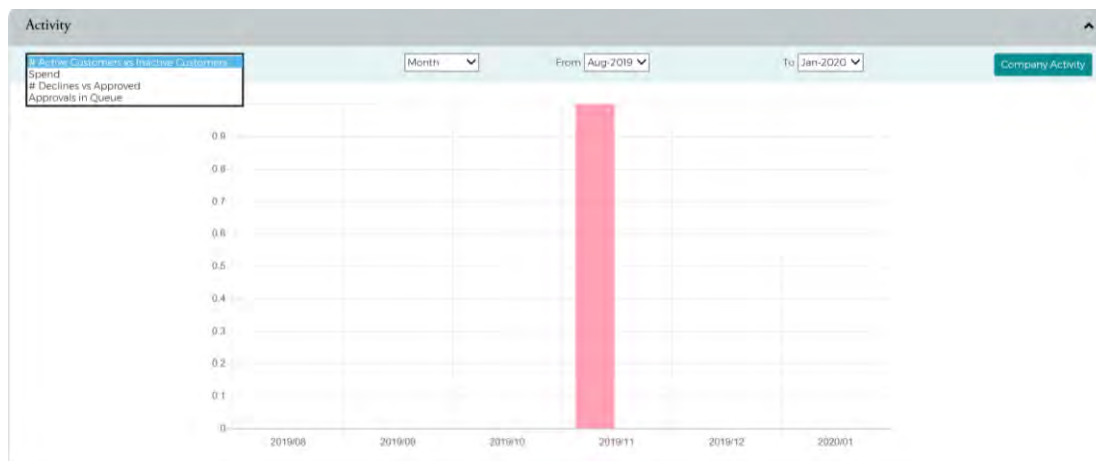 Activity
# Active Customers vs Inactive Customers
Spend
# Declines vs Approved
Approvals in Queue
Month
From Aug-2019
To Jan-2020
Company Activity
0.9
0.8
0.7
0.6
0.5
0.4
0.3
0.2
0.1
0
2019/08 2019/09 2019/10 2019/11 2019/12 2020/01